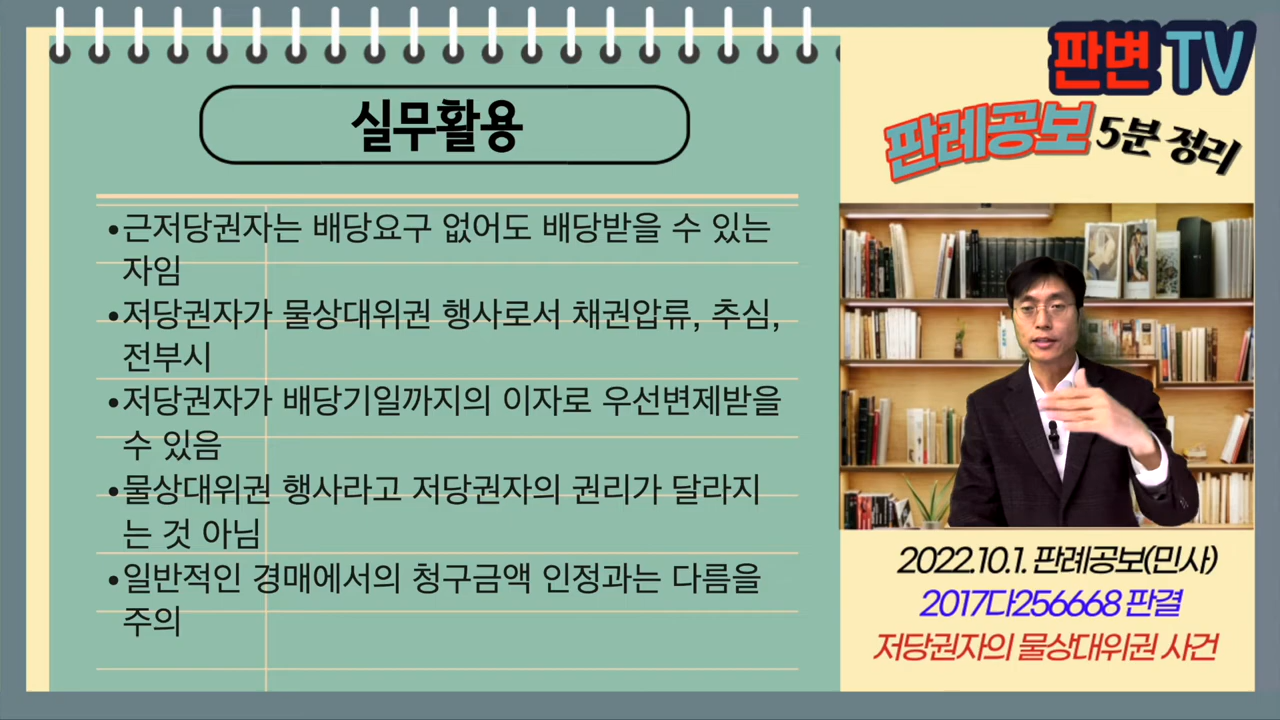 실무활용
•근저당권자는 배당요구 없어도 배당받을 수 있는
자임
•저당권자가 물상대위권 행사로서 채권압류, 추심,
전부시
•저당권자가 배당기일까지의 이자로 우선변제받을
수 있음
•물상대위권 행사라고 저당권자의 권리가 달라지
는 것 아님
•일반적인 경매에서의 청구금액 인정과는 다름을
주의
판변 TV
판례공보 5분 정리
2022.10.1. 판례공보(민사)
2017다256668 판결
저당권자의 물상대위권 사건